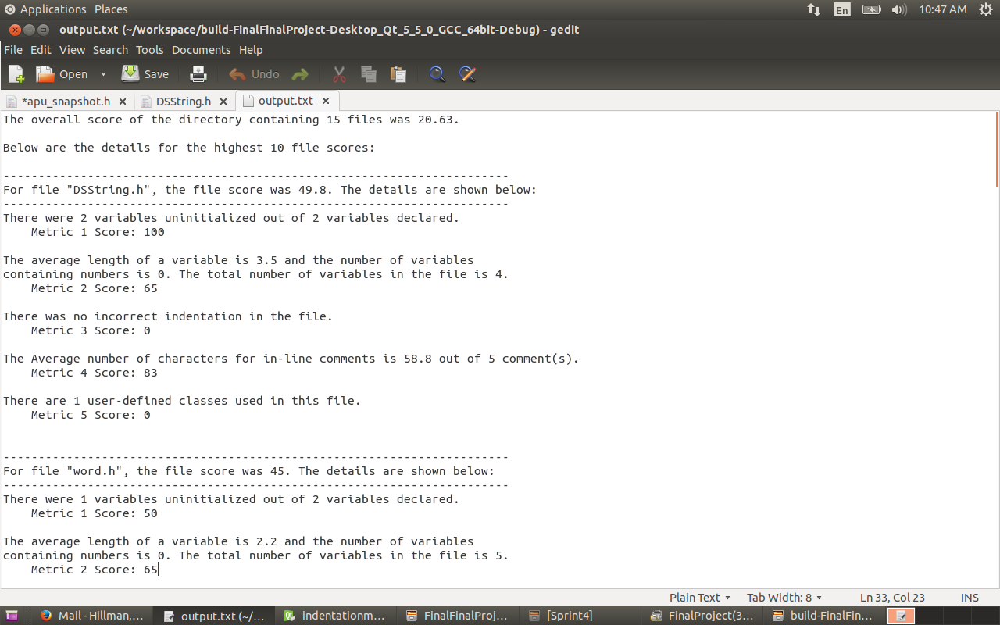 Applications Places
En 10:47 AM
output.txt (~/workspace/build-FinalFinalProject-Desktop_Qt_5_5_0_GCC_64bit-Debug) - gedit
File Edit View Search Tools Documents Help
Open Save Undo
*apu_snapshot.h × DSString.h × output.txt ×
The overall score of the directory containing 15 files was 20.63.
Below are the details for the highest 10 file scores:
------------------------------------------------------------------------
For file "DSString.h", the file score was 49.8. The details are shown below:
------------------------------------------------------------------------
There were 2 variables uninitialized out of 2 variables declared.
Metric 1 Score: 100
The average length of a variable is 3.5 and the number of variables
containing numbers is 0. The total number of variables in the file is 4.
Metric 2 Score: 65
There was no incorrect indentation in the file.
Metric 3 Score: 0
The Average number of characters for in-line comments is 58.8 out of 5 comment(s).
Metric 4 Score: 83
There are 1 user-defined classes used in this file.
Metric 5 Score: 0
------------------------------------------------------------------------
For file "word.h", the file score was 45. The details are shown below:
------------------------------------------------------------------------
There were 1 variables uninitialized out of 2 variables declared.
Metric 1 Score: 50
The average length of a variable is 2.2 and the number of variables
containing numbers is 0. The total number of variables in the file is 5.
Metric 2 Score: 65
Plain Text Tab Width: 8 Ln 33, Col 23 INS
Mail - Hillman,... output.txt (~/... indentationm... FinalFinalProj... [Sprint4] FinalProject(3... build-FinalFin...